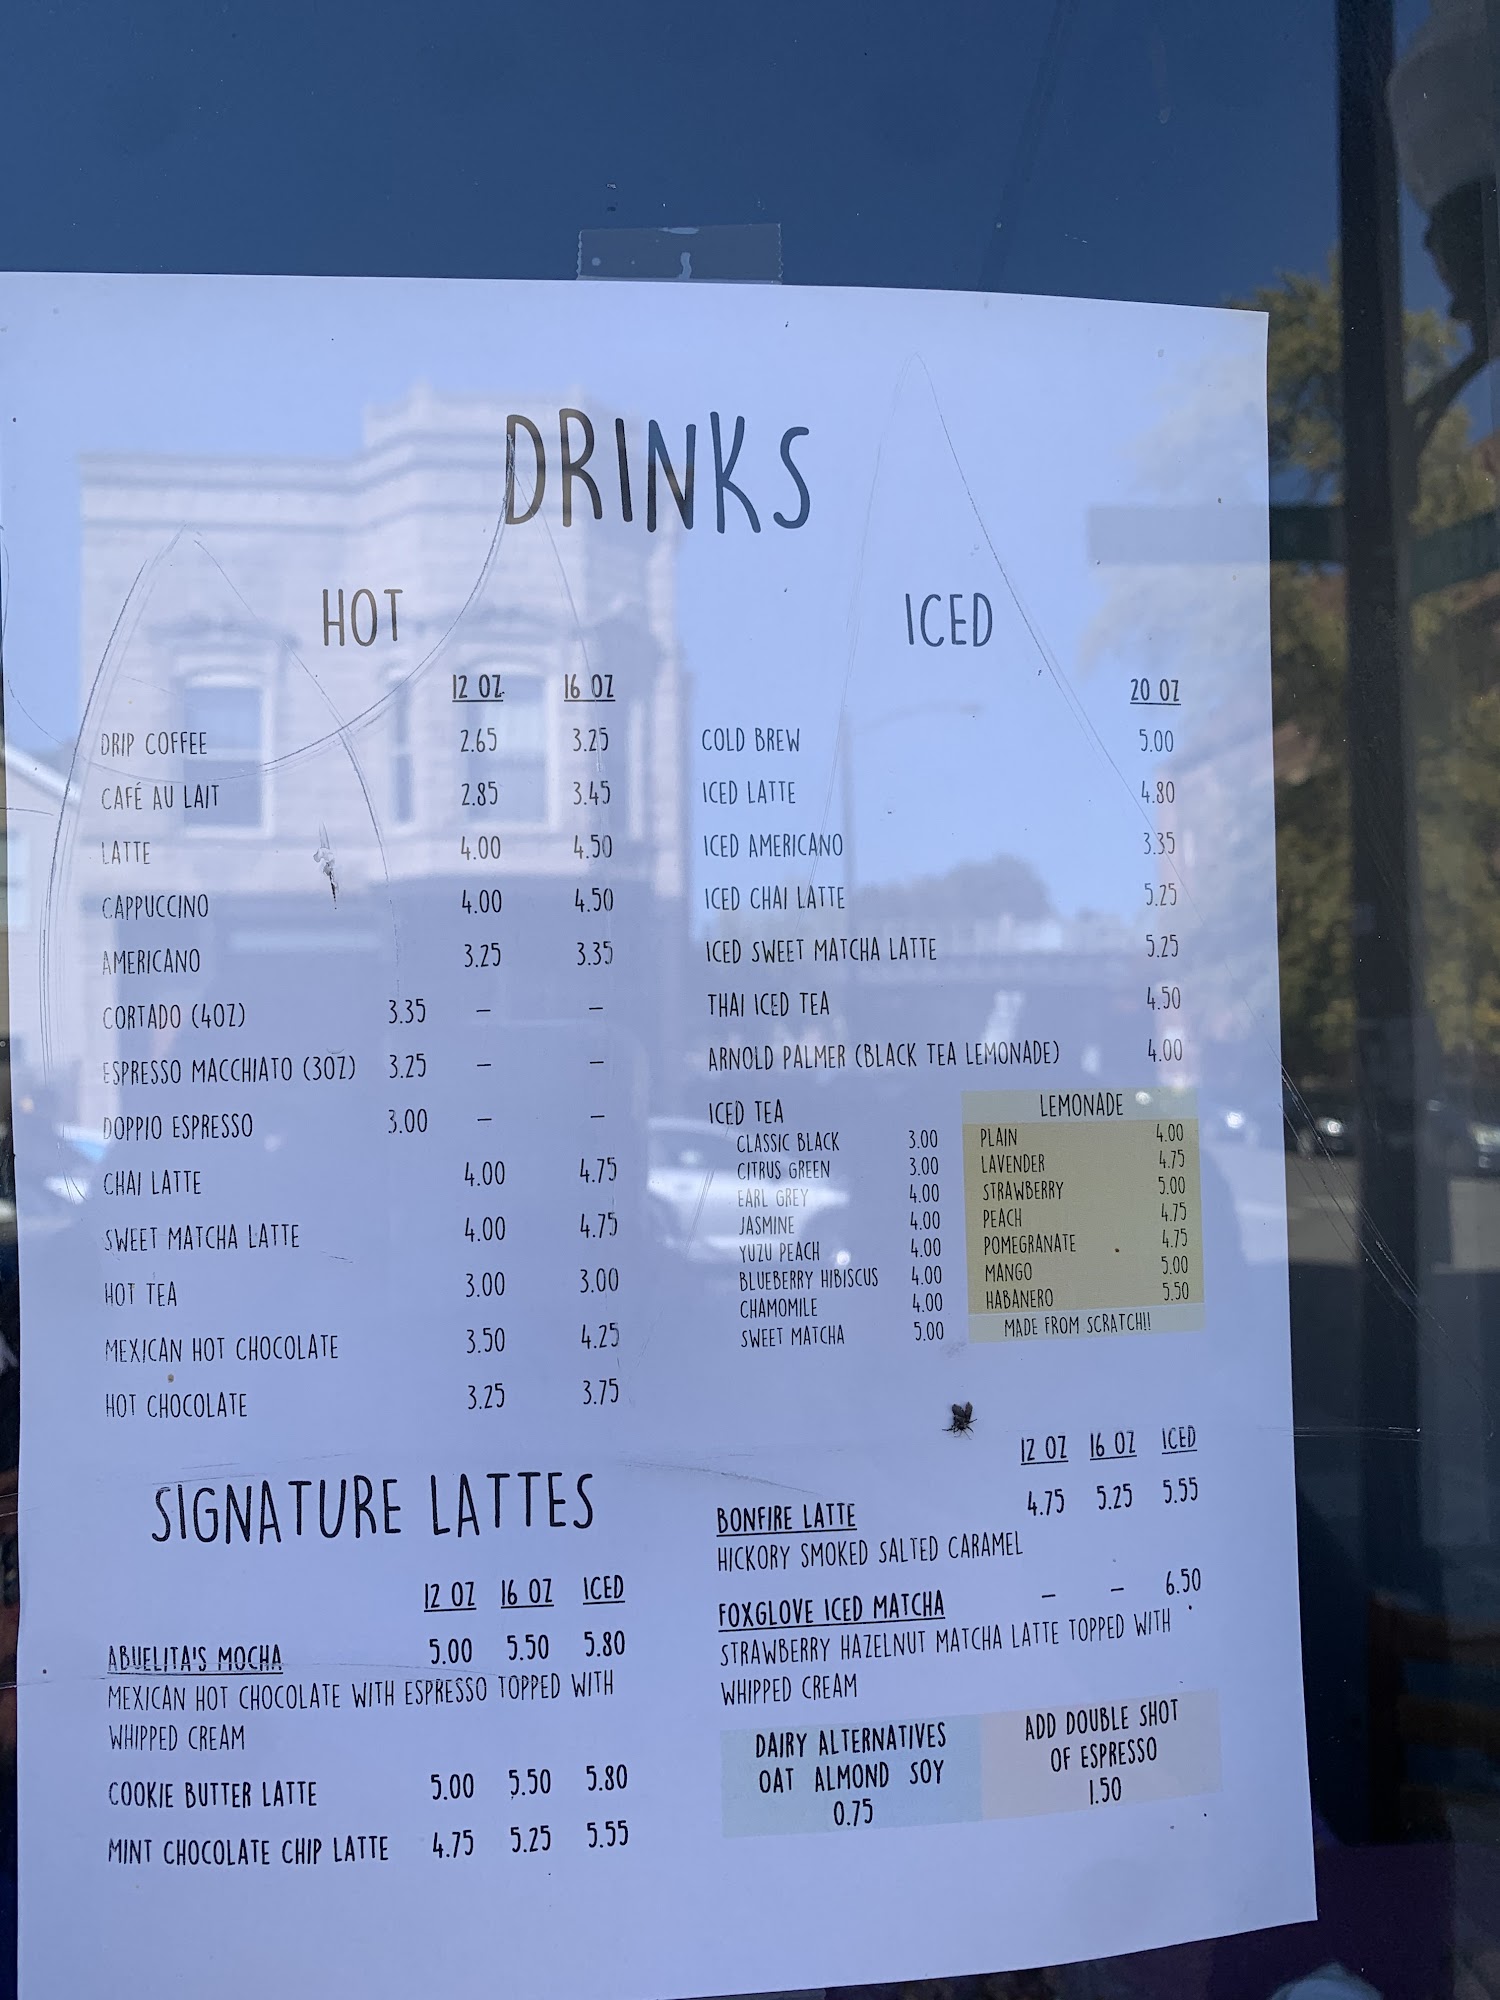 DRINKS
HOT
12 OZ 16 OZ
DRIP COFFEE 2.65 3.25
CAFÉ AU LAIT 2.85 3.45
LATTE 4.00 4.50
CAPPUCCINO 4.00 4.50
AMERICANO 3.25 3.35
CORTADO (4OZ) 3.35 – –
ESPRESSO MACCHIATO (3OZ) 3.25 – –
DOPPIO ESPRESSO 3.00 – –
CHAI LATTE 4.00 4.75
SWEET MATCHA LATTE 4.00 4.75
HOT TEA 3.00 3.00
MEXICAN HOT CHOCOLATE 3.50 4.25
HOT CHOCOLATE 3.25 3.75
ICED
20 OZ
COLD BREW 5.00
ICED LATTE 4.80
ICED AMERICANO 3.35
ICED CHAI LATTE 5.25
ICED SWEET MATCHA LATTE 5.25
THAI ICED TEA 4.50
ARNOLD PALMER (BLACK TEA LEMONADE) 4.00
ICED TEA
CLASSIC BLACK 3.00
CITRUS GREEN 3.00
EARL GREY 4.00
JASMINE 4.00
YUZU PEACH 4.00
BLUEBERRY HIBISCUS 4.00
CHAMOMILE 4.00
SWEET MATCHA 5.00
LEMONADE
PLAIN 4.00
LAVENDER 4.75
STRAWBERRY 5.00
PEACH 4.75
POMEGRANATE 4.75
MANGO 5.00
HABANERO 5.50
MADE FROM SCRATCH!!
SIGNATURE LATTES
12 OZ 16 OZ ICED
ABUELITA'S MOCHA 5.00 5.50 5.80
MEXICAN HOT CHOCOLATE WITH ESPRESSO TOPPED WITH
WHIPPED CREAM
COOKIE BUTTER LATTE 5.00 5.50 5.80
MINT CHOCOLATE CHIP LATTE 4.75 5.25 5.55
12 OZ 16 OZ ICED
BONFIRE LATTE 4.75 5.25 5.55
HICKORY SMOKED SALTED CARAMEL
FOXGLOVE ICED MATCHA – – 6.50
STRAWBERRY HAZELNUT MATCHA LATTE TOPPED WITH
WHIPPED CREAM
DAIRY ALTERNATIVES
OAT ALMOND SOY
0.75
ADD DOUBLE SHOT
OF ESPRESSO
1.50